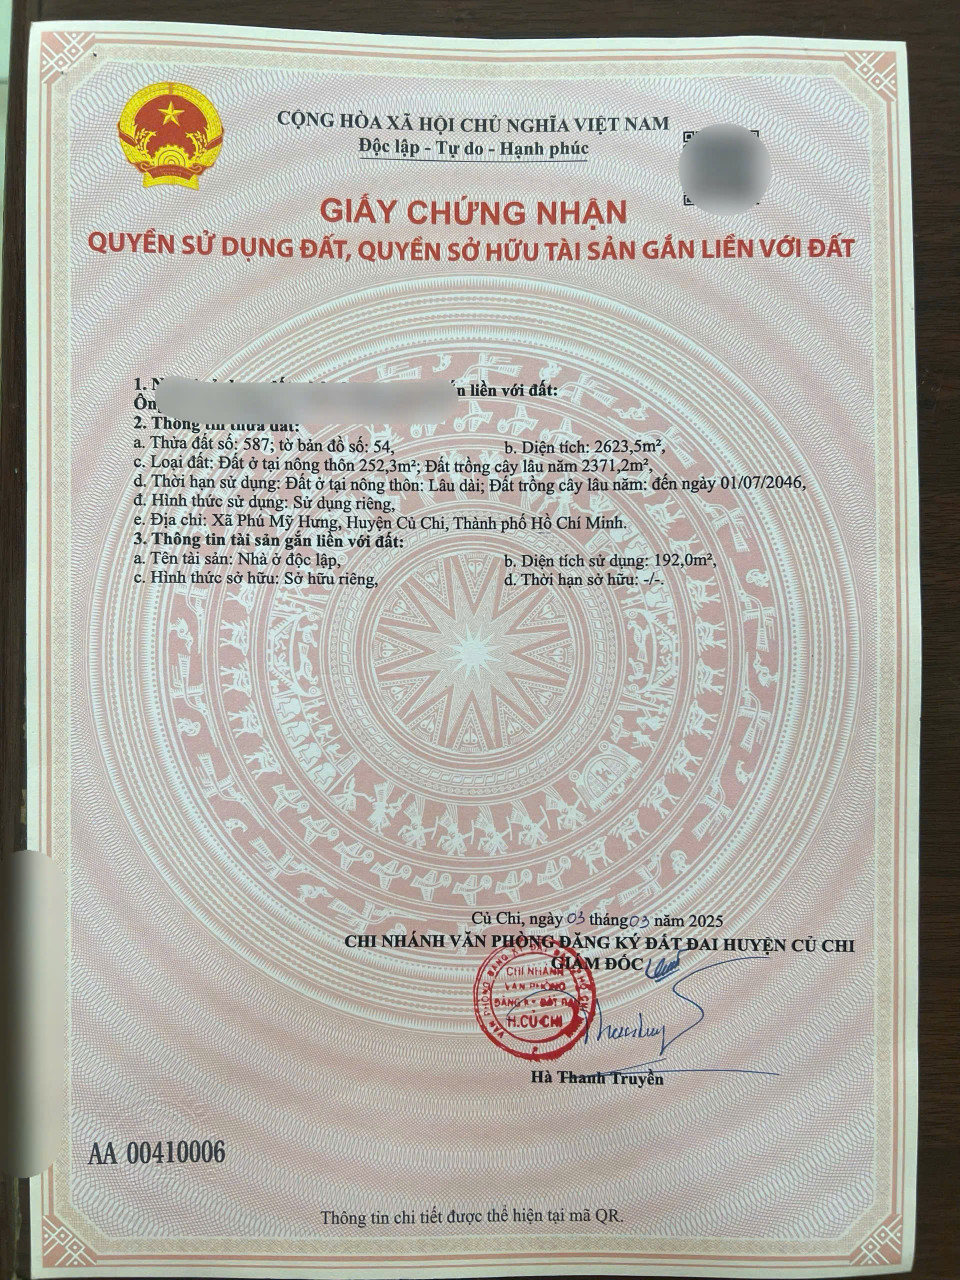 CỘNG HÒA XÃ HỘI CHỦ NGHĨA VIỆT NAM
Độc lập - Tự do - Hạnh phúc
GIẤY CHỨNG NHẬN
QUYỀN SỬ DỤNG ĐẤT, QUYỀN SỞ HỮU TÀI SẢN GẮN LIỀN VỚI ĐẤT
1. liền với đất:
Ông
2. Thông tin thửa đất:
a. Thửa đất số: 587; tờ bản đồ số: 54, b. Diện tích: 2623,5m²,
c. Loại đất: Đất ở tại nông thôn 252,3m²; Đất trồng cây lâu năm 2371,2m²,
d. Thời hạn sử dụng: Đất ở tại nông thôn: Lâu dài; Đất trồng cây lâu năm: đến ngày 01/07/2046,
đ. Hình thức sử dụng: Sử dụng riêng,
e. Địa chỉ: Xã Phú Mỹ Hưng, Huyện Củ Chi, Thành phố Hồ Chí Minh.
3. Thông tin tài sản gắn liền với đất:
a. Tên tài sản: Nhà ở độc lập, b. Diện tích sử dụng: 192,0m²,
c. Hình thức sở hữu: Sở hữu riêng, d. Thời hạn sở hữu: -/-.
Củ Chi, ngày 03 tháng 03 năm 2025
CHI NHÁNH VĂN PHÒNG ĐĂNG KÝ ĐẤT ĐAI HUYỆN CỦ CHI
GIÁM ĐỐC
CHI NHÁNH
VĂN PHÒNG
ĐĂNG KÝ ĐẤT ĐAI
H.CỦ CHI
Hà Thanh Truyền
AA 00410006
Thông tin chi tiết được thể hiện tại mã QR.